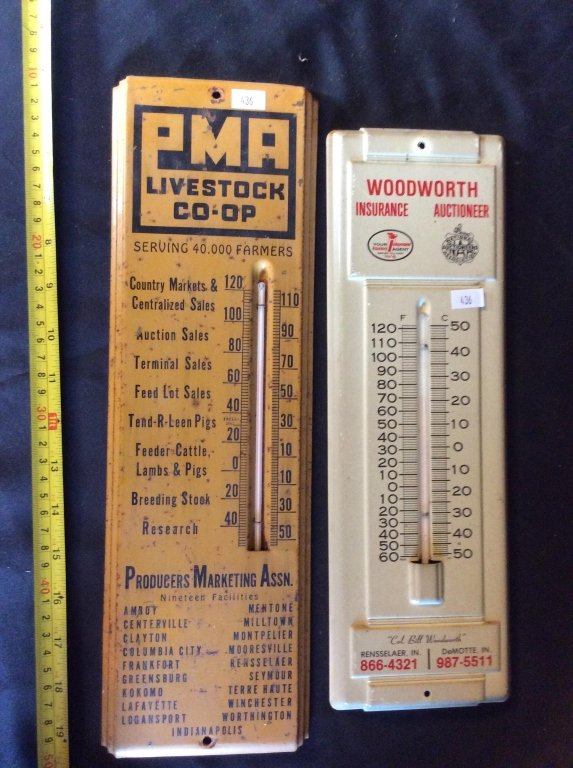 436
PMA
LIVESTOCK
CO-OP
SERVING 40,000 FARMERS
Country Markets &
Centralized Sales
Auction Sales
Terminal Sales
Feed Lot Sales
Tend-R-Leen Pigs
Feeder Cattle,
Lambs & Pigs
Breeding Stock
Research
120
100
80
60
40
20
0
20
40
110
90
70
50
30
10
10
30
50
PRODUCERS MARKETING ASSN.
Nineteen Facilities
AMBOY MENTONE
CENTERVILLE MILLTOWN
CLAYTON MONTPELIER
COLUMBIA CITY MOORESVILLE
FRANKFORT RENSSELAER
GREENSBURG SEYMOUR
KOKOMO TERRE HAUTE
LAFAYETTE WINCHESTER
LOGANSPORT WORTHINGTON
INDIANAPOLIS
WOODWORTH
INSURANCE AUCTIONEER
YOUR
AGENT
436
F C
120
110
100
90
80
70
60
50
40
30
20
10
0
10
20
30
40
50
60
50
40
30
20
10
0
10
20
30
40
50
"Col. Bill Woodworth"
RENSSELAER, IN. DeMOTTE, IN.
866-4321 987-5511